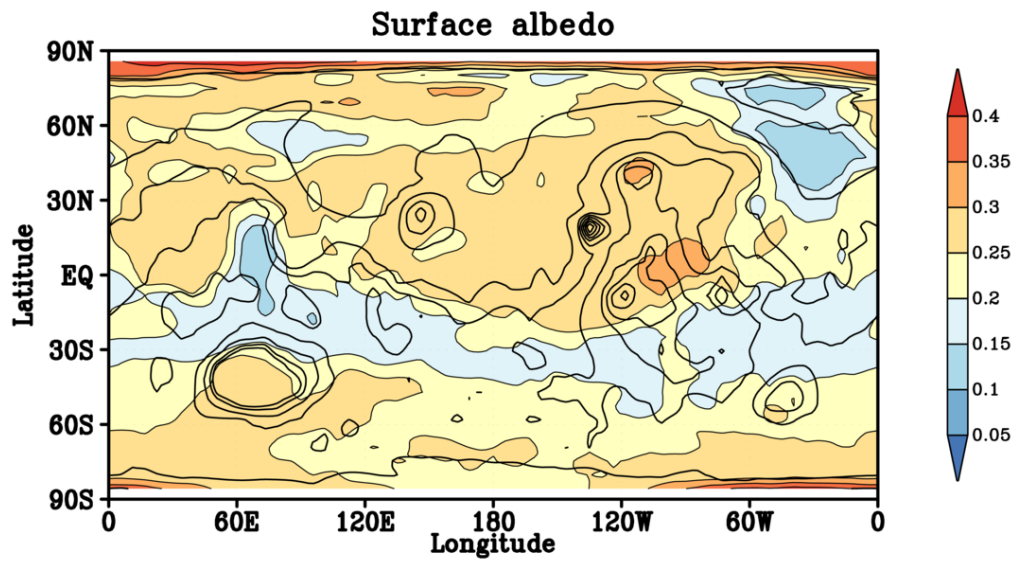 Surface albedo
Latitude
90N
60N
30N
EQ
30S
60S
90S
0
60E
120E
180
120W
60W
0
Longitude
0.4
0.35
0.3
0.25
0.2
0.15
0.1
0.05